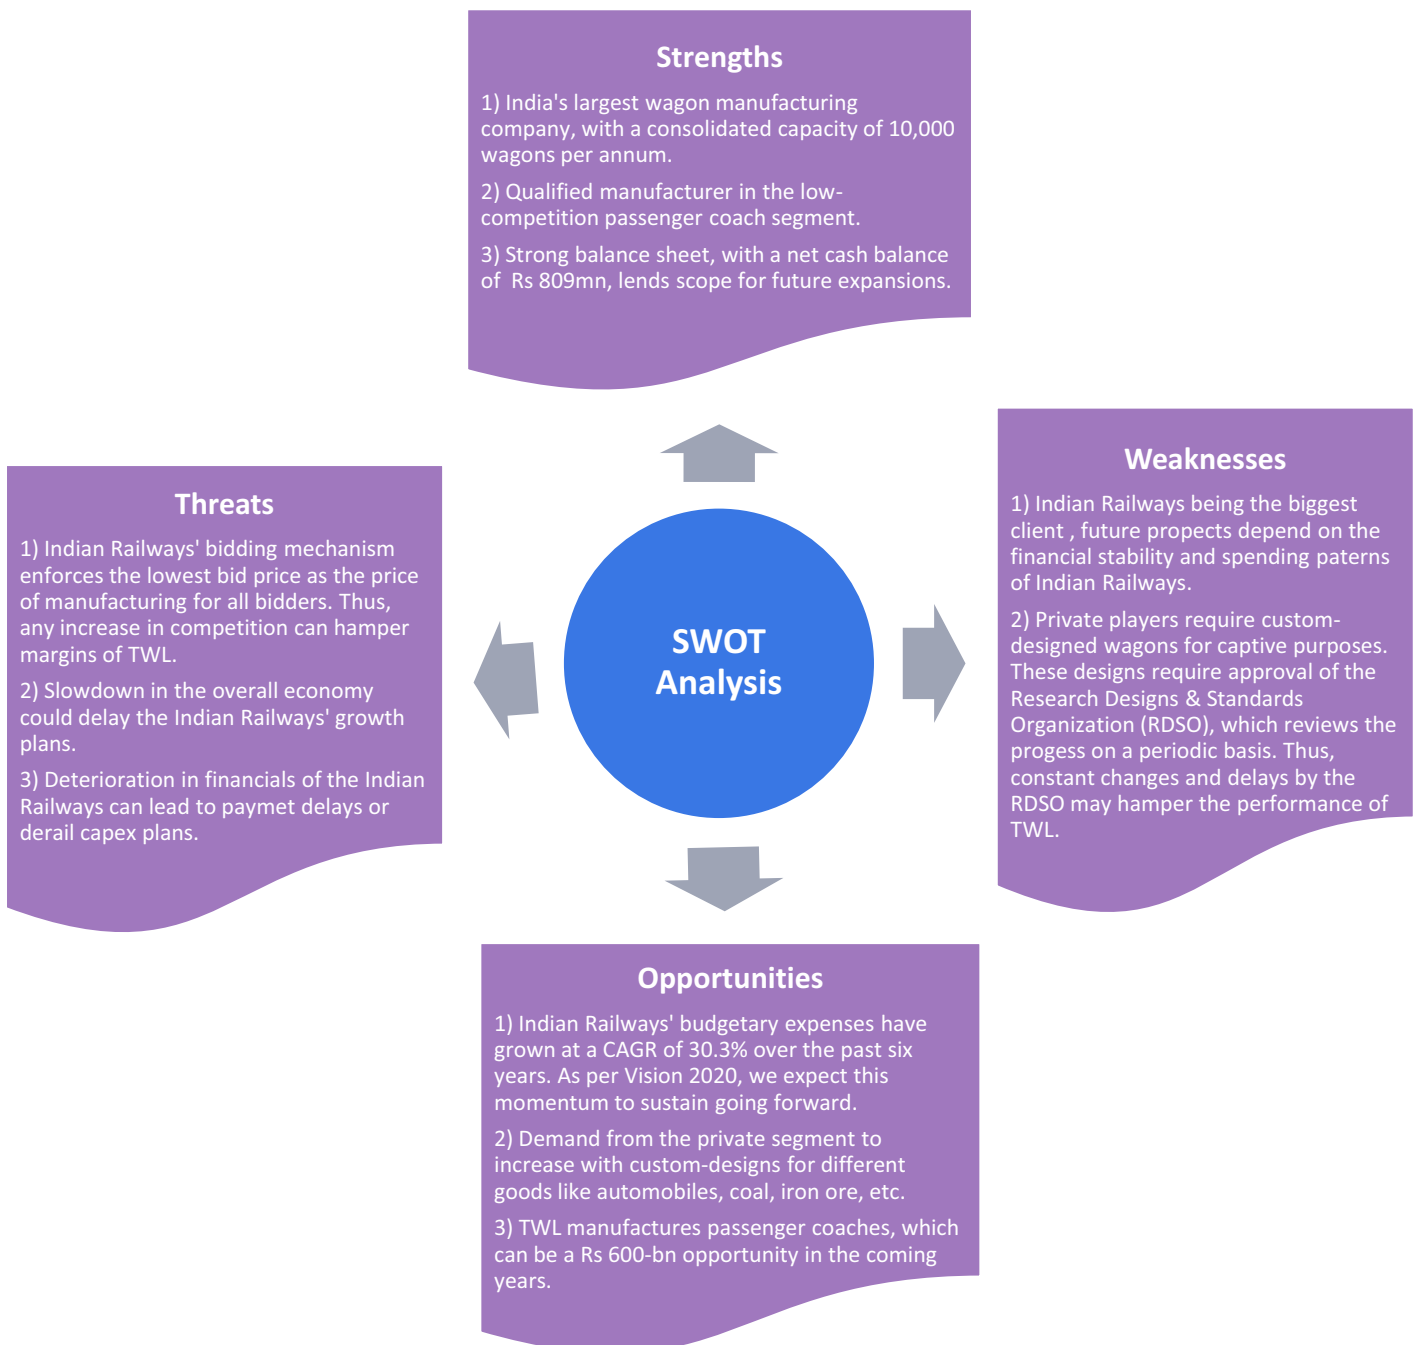 Strengths
1) India's largest wagon manufacturing
company, with a consolidated capacity of 10,000
wagons per annum.
2) Qualified manufacturer in the low-
competition passenger coach segment.
3) Strong balance sheet, with a net cash balance
of  Rs 809mn, lends scope for future expansions.
Weaknesses
1) Indian Railways being the biggest
client , future propects depend on the
financial stability and spending paterns
of Indian Railways.
2) Private players require custom-
designed wagons for captive purposes.
These designs require approval of the
Research Designs & Standards
Organization (RDSO), which reviews the
progess on a periodic basis. Thus,
constant changes and delays by the
RDSO may hamper the performance of
TWL.
Threats
1) Indian Railways' bidding mechanism
enforces the lowest bid price as the price
of manufacturing for all bidders. Thus,
any increase in competition can hamper
margins of TWL.
2) Slowdown in the overall economy
could delay the Indian Railways' growth
plans.
3) Deterioration in financials of the Indian
Railways can lead to paymet delays or
derail capex plans.
SWOT
Analysis
Opportunities
1) Indian Railways' budgetary expenses have
grown at a CAGR of 30.3% over the past six
years. As per Vision 2020, we expect this
momentum to sustain going forward.
2) Demand from the private segment to
increase with custom-designs for different
goods like automobiles, coal, iron ore, etc.
3) TWL manufactures passenger coaches, which
can be a Rs 600-bn opportunity in the coming
years.